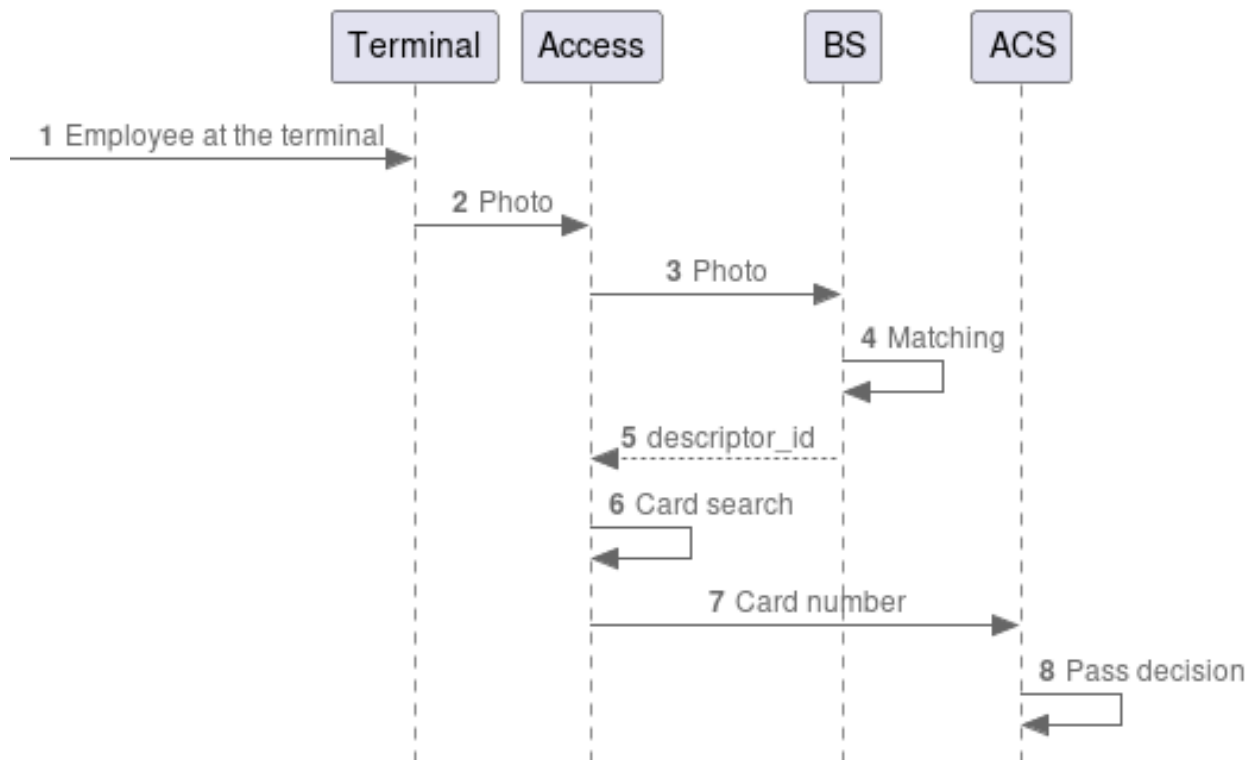 Terminal Access BS ACS
1 Employee at the terminal
2 Photo
3 Photo
4 Matching
5 descriptor_id
6 Card search
7 Card number
8 Pass decision